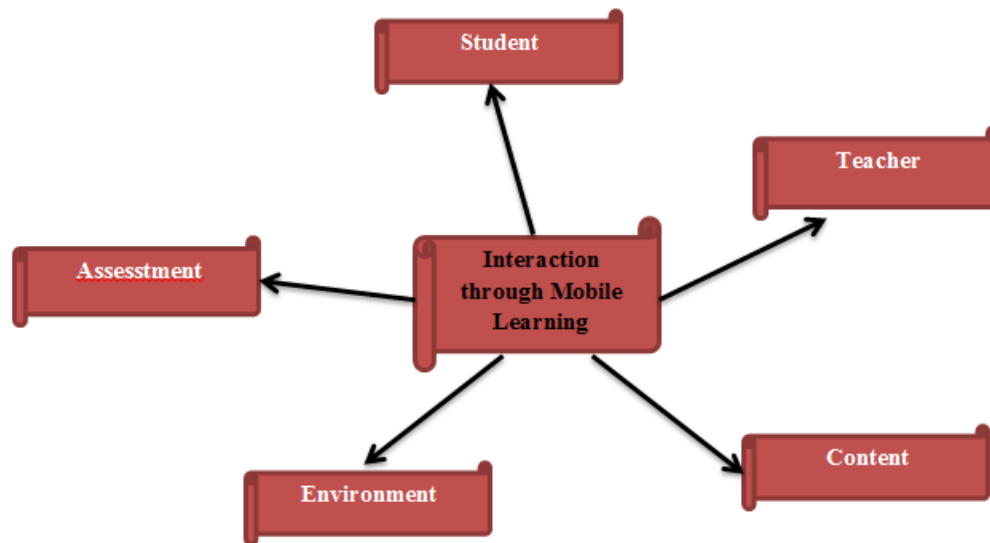 Student
Teacher
Interaction
through Mobile
Learning
Assesstment
Content
Environment